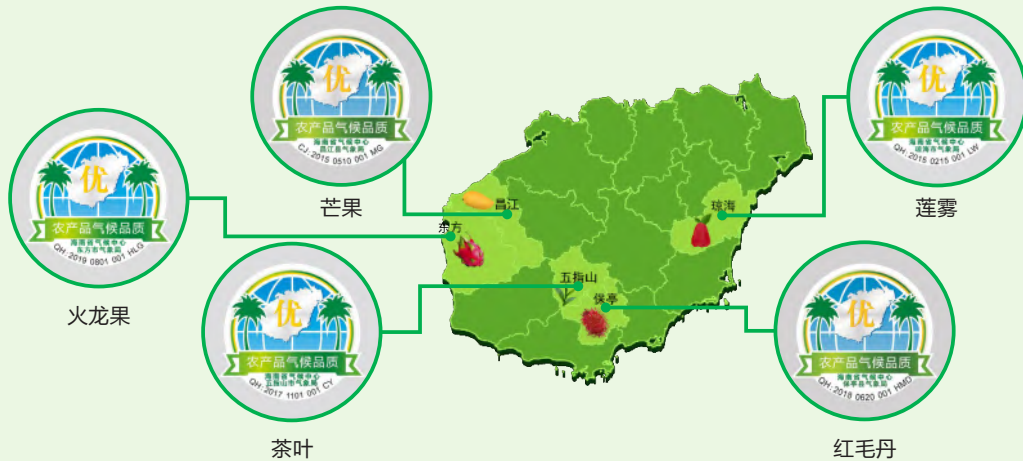 优
农产品气候品质
海南省气候中心
昌江县气象局
CJ:2015 0510 001 MG
芒果
优
农产品气候品质
海南省气候中心
琼海市气象局
QH:2015 0215 001 LW
莲雾
优
农产品气候品质
海南省气候中心
东方市气象局
QH:2019 0801 001 HLG
火龙果
昌江
琼海
东方
五指山
保亭
优
农产品气候品质
海南省气候中心
五指山市气象局
QH:2017 1101 001 CY
茶叶
优
农产品气候品质
海南省气候中心
保亭县气象局
QH:2018 0620 001 HMD
红毛丹